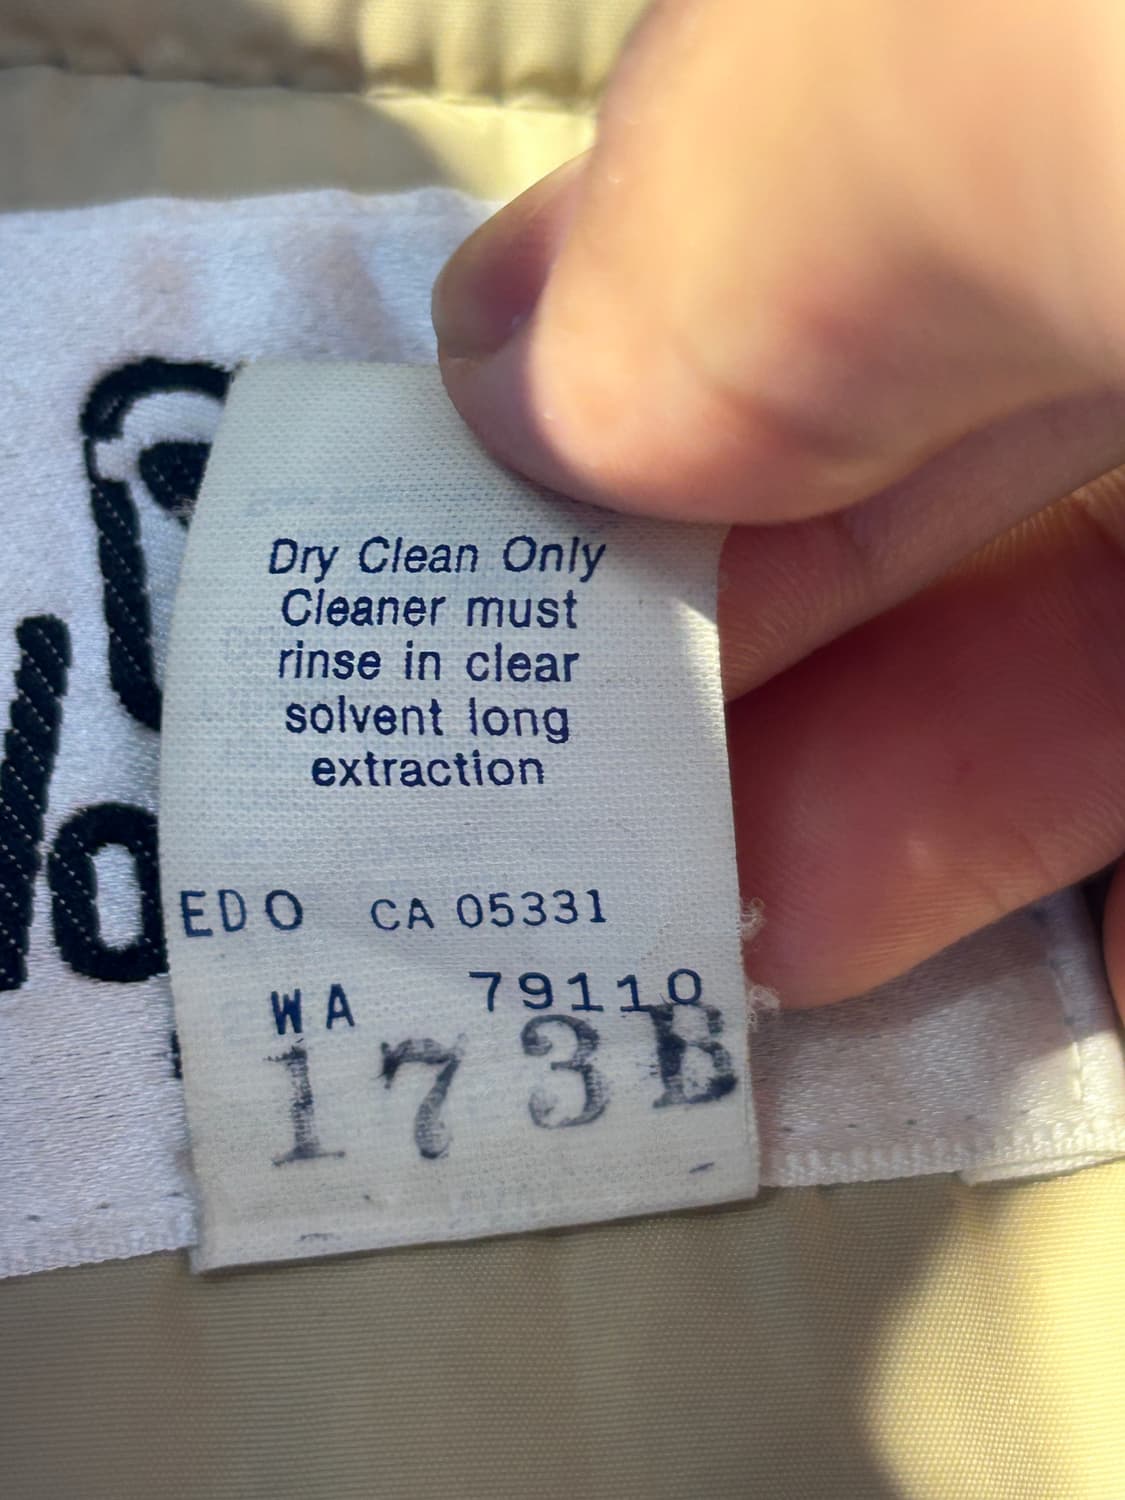 Dry Clean Only
Cleaner must
rinse in clear
solvent long
extraction
EDO CA 05331
WA 79110
173B